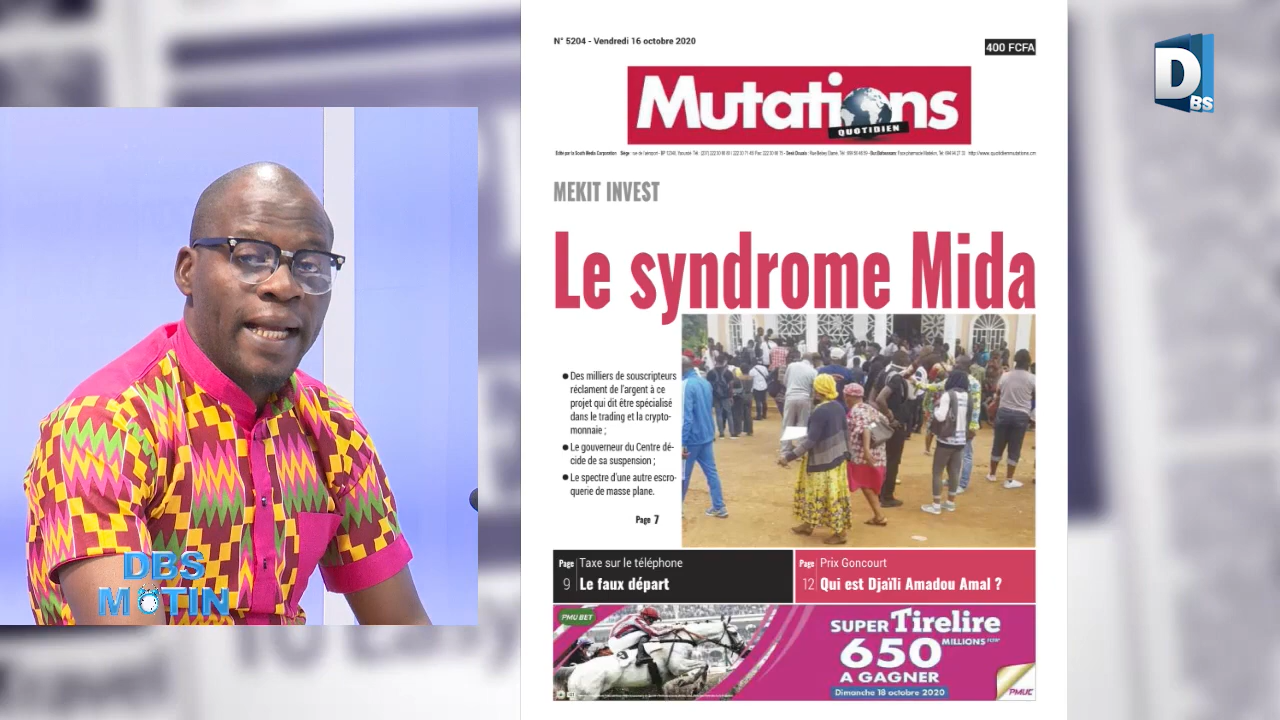 N° 5204 - Vendredi 16 octobre 2020
400 FCFA
Mutations
QUOTIDIEN
D BS
MEKIT INVEST
Le syndrome Mida
● Des milliers de souscripteurs
réclament de l'argent à ce
projet qui dit être spécialisé
dans le trading et la crypto-
monnaie ;
● Le gouverneur du Centre dé-
cide de sa suspension ;
● Le spectre d'une autre escro-
querie de masse plane.
Page 7
Page 9
Taxe sur le téléphone
Le faux départ
Page 12
Prix Goncourt
Qui est Djaïli Amadou Amal ?
PMU BET
SUPER Tirelire
650 MILLIONS FCFA
A GAGNER
Dimanche 18 octobre 2020
PMUC
DBS
MATIN